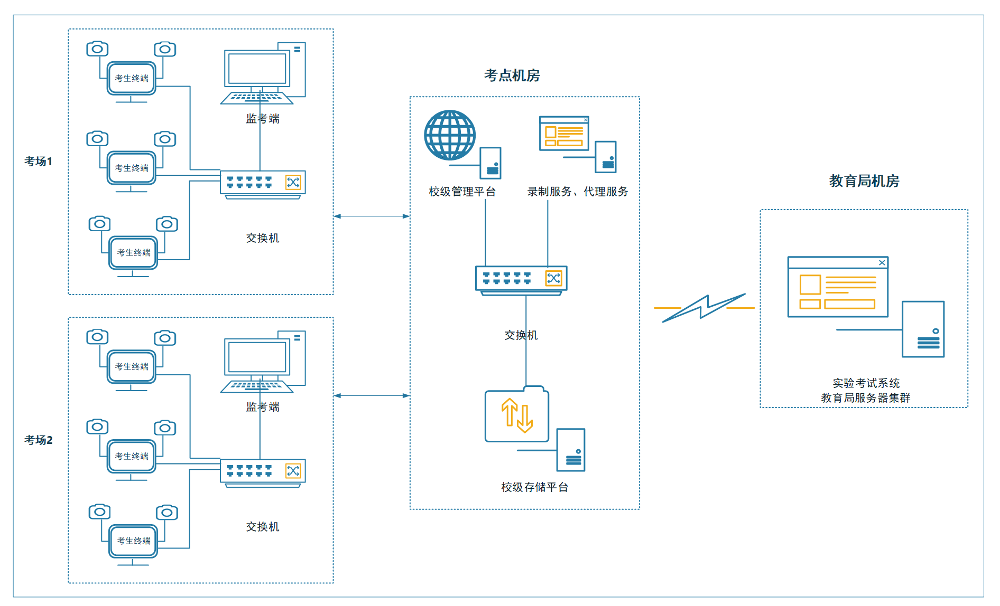 考场1
考生终端
考生终端
考生终端
监考端
交换机
考场2
考生终端
考生终端
考生终端
监考端
交换机
考点机房
校级管理平台
录制服务、代理服务
交换机
校级存储平台
教育局机房
实验考试系统
教育局服务器集群